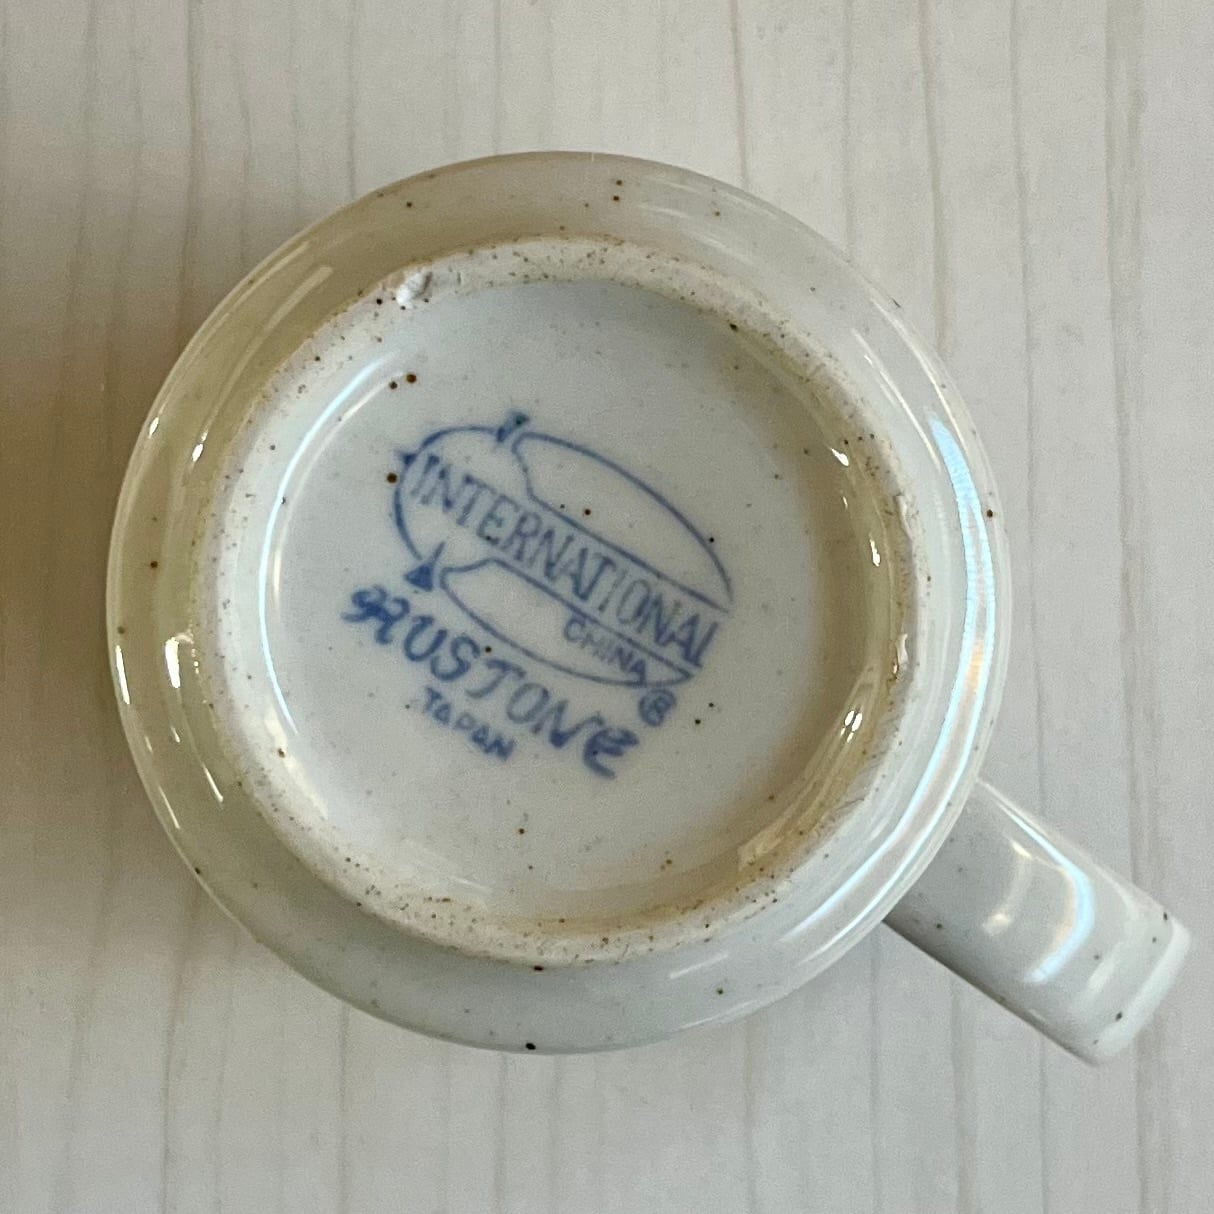 INTERNATIONAL
CHINA ®
RUSTONE
JAPAN